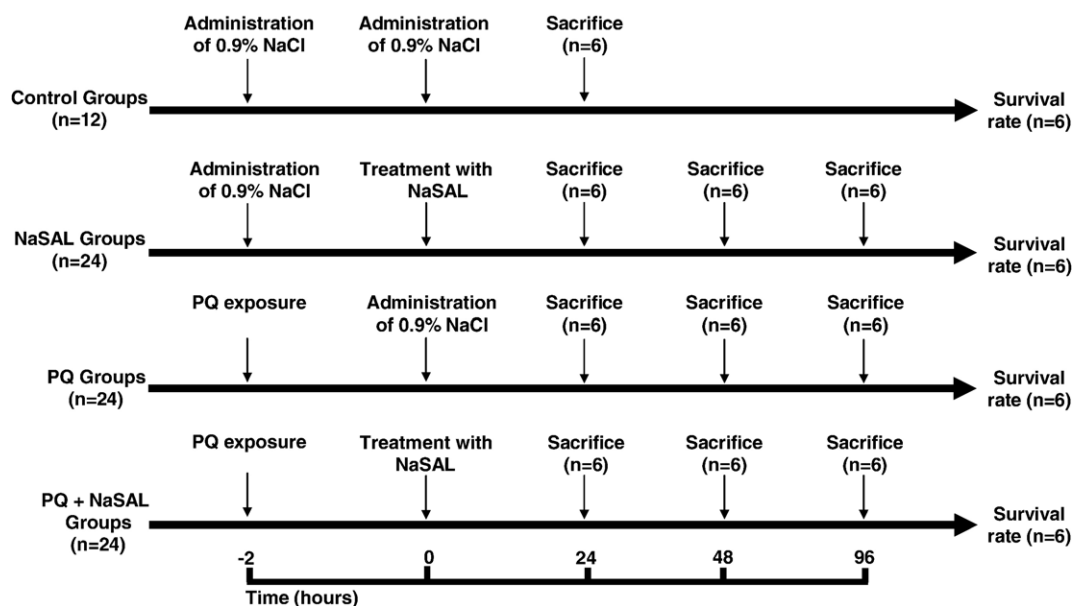 Administration
of 0.9% NaCl
Administration
of 0.9% NaCl
Sacrifice
(n=6)
Control Groups
(n=12)
Survival
rate (n=6)
Administration
of 0.9% NaCl
Treatment with
NaSAL
Sacrifice
(n=6)
Sacrifice
(n=6)
Sacrifice
(n=6)
NaSAL Groups
(n=24)
Survival
rate (n=6)
PQ exposure
Administration
of 0.9% NaCl
Sacrifice
(n=6)
Sacrifice
(n=6)
Sacrifice
(n=6)
PQ Groups
(n=24)
Survival
rate (n=6)
PQ exposure
Treatment with
NaSAL
Sacrifice
(n=6)
Sacrifice
(n=6)
Sacrifice
(n=6)
PQ + NaSAL
Groups
(n=24)
Survival
rate (n=6)
-2 0 24 48 96
Time (hours)